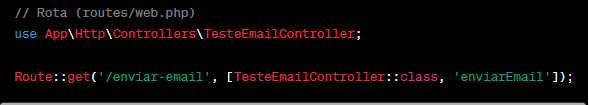 // Rota (routes/web.php)
use App\Http\Controllers\TesteEmailController;
Route::get('/enviar-email', [TesteEmailController::class, 'enviarEmail']);